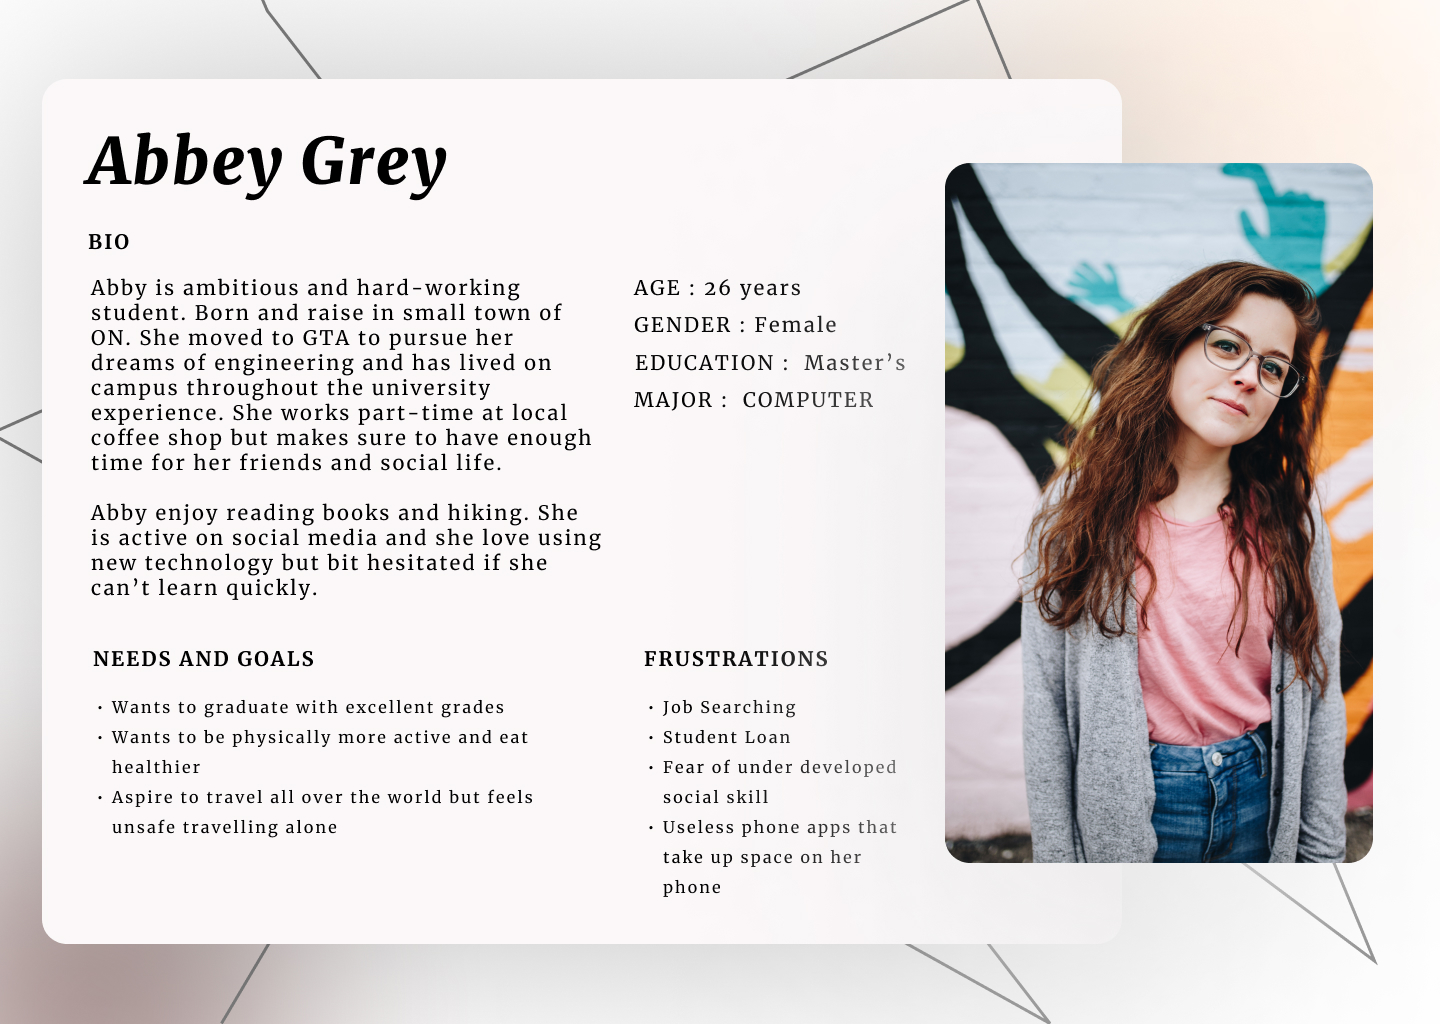 Abbey Grey
BIO
Abby is ambitious and hard-working
student. Born and raise in small town of
ON. She moved to GTA to pursue her
dreams of engineering and has lived on
campus throughout the university
experience. She works part-time at local
coffee shop but makes sure to have enough
time for her friends and social life.
Abby enjoy reading books and hiking. She
is active on social media and she love using
new technology but bit hesitated if she
can’t learn quickly.
AGE : 26 years
GENDER : Female
EDUCATION : Master’s
MAJOR : COMPUTER
NEEDS AND GOALS
• Wants to graduate with excellent grades
• Wants to be physically more active and eat
healthier
• Aspire to travel all over the world but feels
unsafe travelling alone
FRUSTRATIONS
• Job Searching
• Student Loan
• Fear of under developed
social skill
• Useless phone apps that
take up space on her
phone